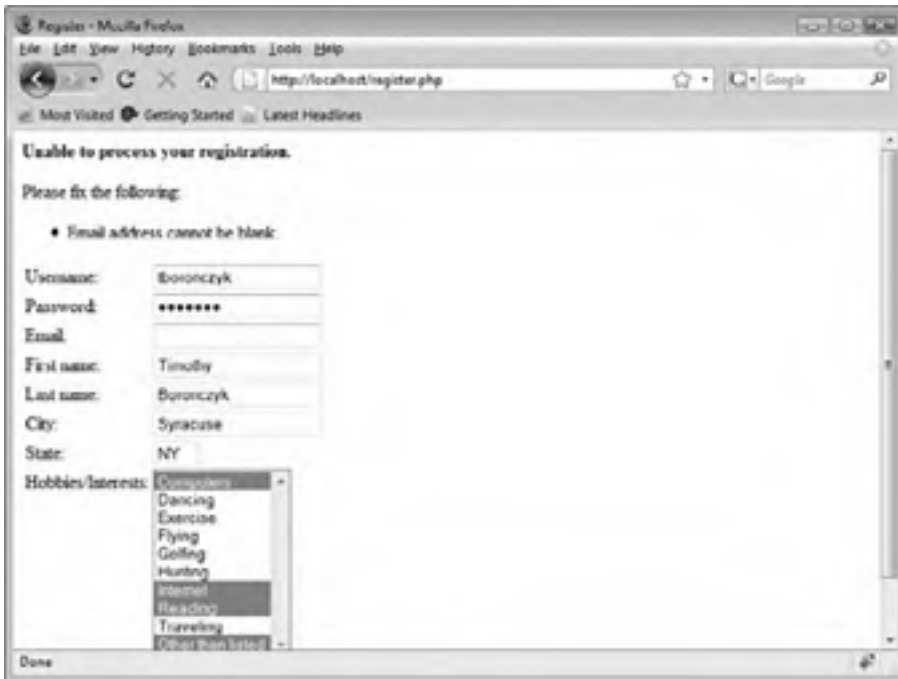 Register - Mozilla Firefox
File Edit View History Bookmarks Tools Help
http://localhost/register.php
Google
Most Visited Getting Started Latest Headlines
Unable to process your registration.
Please fix the following:
• Email address cannot be blank
Username: tboronczyk
Password: •••••••
Email:
First name: Timothy
Last name: Boronczyk
City: Syracuse
State: NY
Hobbies/Interests: Computers
Dancing
Exercise
Flying
Golfing
Hunting
Internet
Reading
Traveling
Other than listed
Done